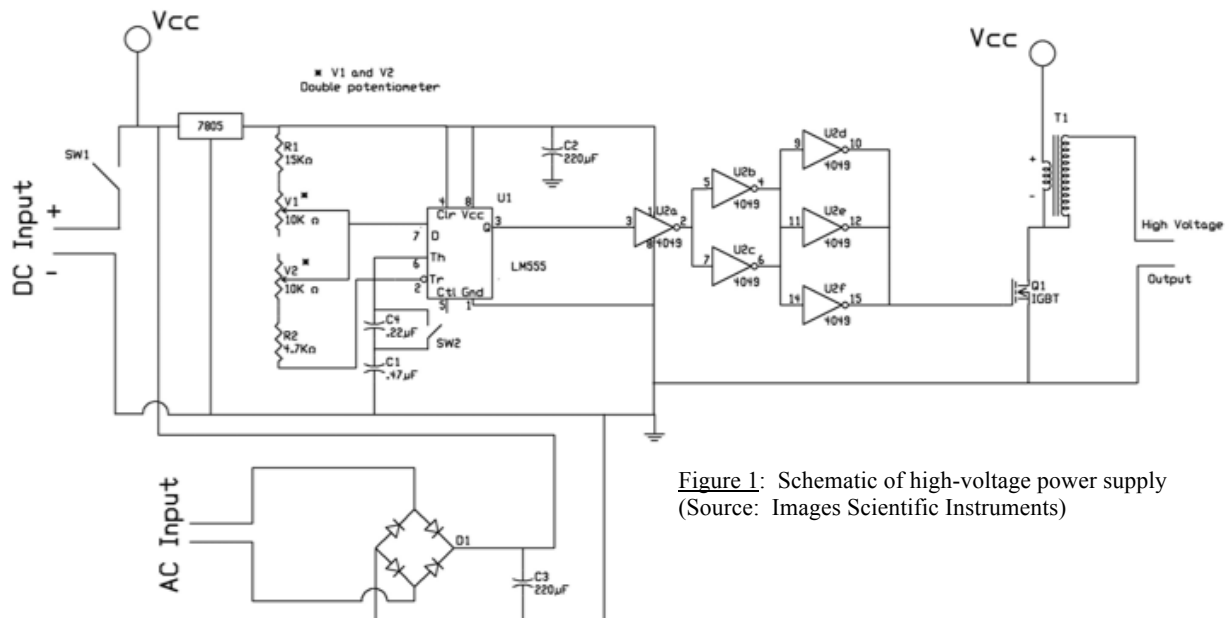 Vcc
Vcc
* V1 and V2
Double potentiometer
7805
SW1
DC Input
+
-
R1
15KΩ
V1*
10K Ω
V2*
10K Ω
R2
4.7KΩ
C2
220µF
U1
4
8
Clr Vcc
7
D
Q
3
6
Th
2
Tr
LM555
Ctl Gnd
5
1
C4
.22µF
SW2
C1
.47µF
U2a
3
1
2
8
4049
U2b
5
4
4049
U2c
7
6
4049
U2d
9
10
4049
U2e
11
12
4049
U2f
14
15
4049
T1
+
-
Q1
IGBT
High Voltage
Output
AC Input
D1
C3
220µF
Figure 1: Schematic of high-voltage power supply
(Source: Images Scientific Instruments)